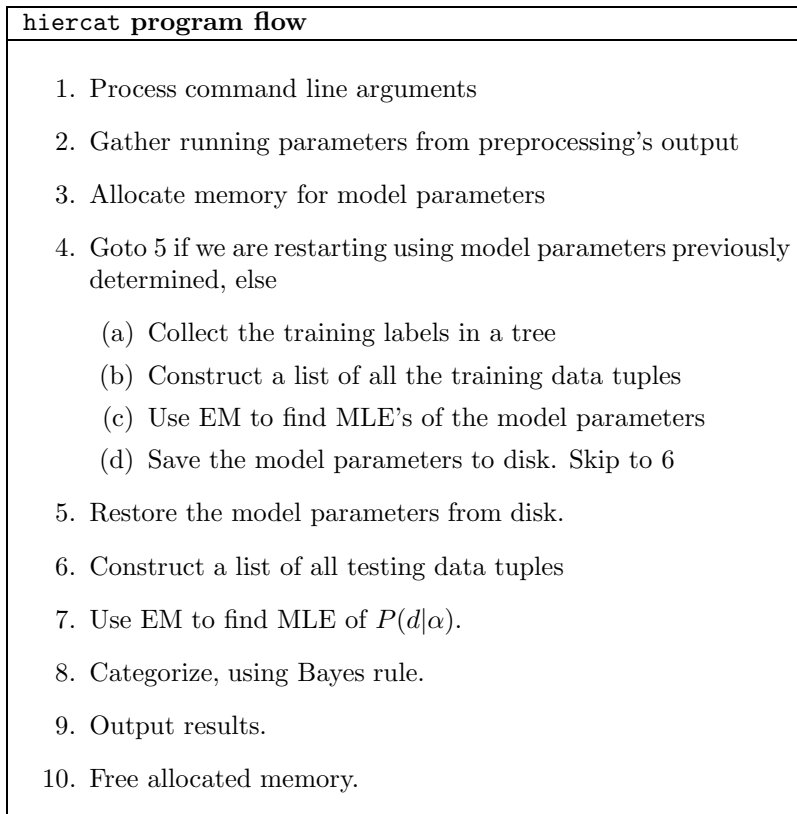 hiercat program flow
1. Process command line arguments
2. Gather running parameters from preprocessing's output
3. Allocate memory for model parameters
4. Goto 5 if we are restarting using model parameters previously
determined, else
(a) Collect the training labels in a tree
(b) Construct a list of all the training data tuples
(c) Use EM to find MLE's of the model parameters
(d) Save the model parameters to disk. Skip to 6
5. Restore the model parameters from disk.
6. Construct a list of all testing data tuples
7. Use EM to find MLE of P(d|α).
8. Categorize, using Bayes rule.
9. Output results.
10. Free allocated memory.